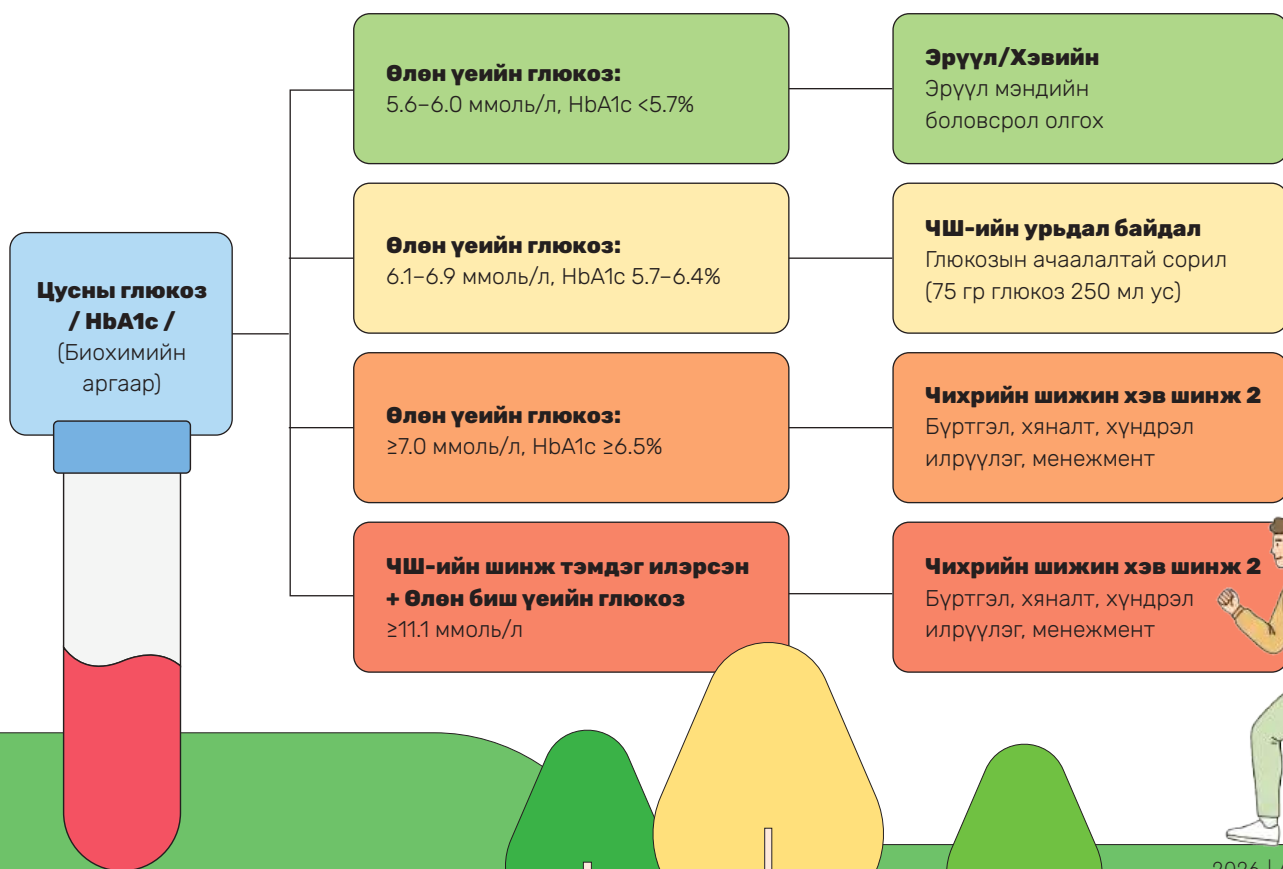 Өлөн үеийн глюкоз:
5.6–6.0 ммоль/л, HbA1c <5.7%
Эрүүл/Хэвийн
Эрүүл мэндийн
боловсрол олгох
Цусны глюкоз
/ HbA1c /
(Биохимийн
аргаар)
Өлөн үеийн глюкоз:
6.1–6.9 ммоль/л, HbA1c 5.7–6.4%
ЧШ-ийн урьдал байдал
Глюкозын ачаалалтай сорил
(75 гр глюкоз 250 мл ус)
Өлөн үеийн глюкоз:
≥7.0 ммоль/л, HbA1c ≥6.5%
Чихрийн шижин хэв шинж 2
Бүртгэл, хяналт, хүндрэл
илрүүлэг, менежмент
ЧШ-ийн шинж тэмдэг илэрсэн
+ Өлөн биш үеийн глюкоз
≥11.1 ммоль/л
Чихрийн шижин хэв шинж 2
Бүртгэл, хяналт, хүндрэл
илрүүлэг, менежмент
2026 |